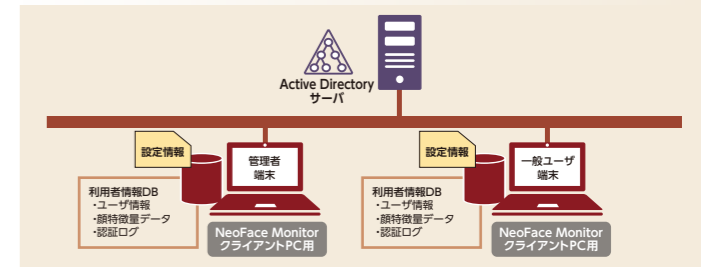 Active Directory
サーバ
設定情報
管理者
端末
利用者情報DB
・ユーザ情報
・顔特徴量データ
・認証ログ
NeoFace Monitor
クライアントPC用
設定情報
一般ユーザ
端末
利用者情報DB
・ユーザ情報
・顔特徴量データ
・認証ログ
NeoFace Monitor
クライアントPC用